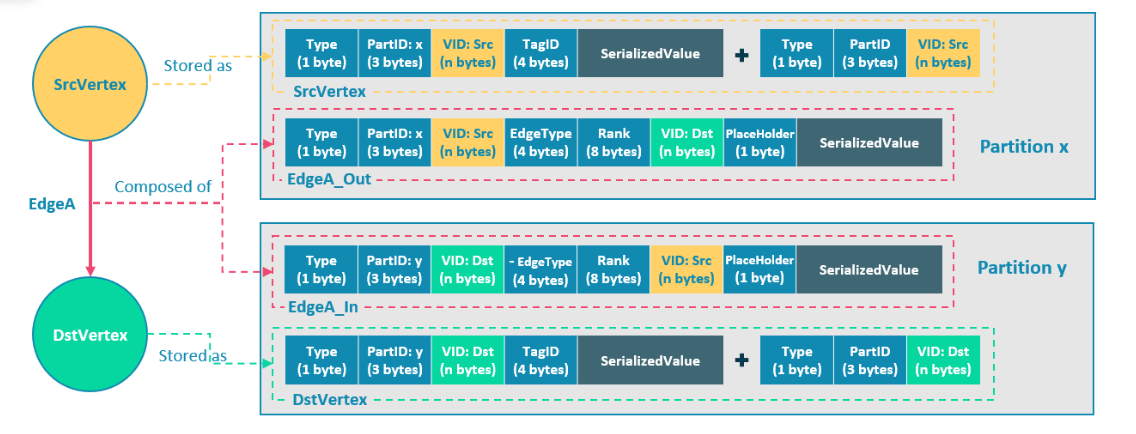 SrcVertex
Stored as
Type PartID: x VID: Src TagID SerializedValue + Type PartID VID: Src
(1 byte) (3 bytes) (n bytes) (4 bytes) (1 byte) (3 bytes) (n bytes)
SrcVertex
Type PartID: x VID: Src EdgeType Rank VID: Dst PlaceHolder SerializedValue
(1 byte) (3 bytes) (n bytes) (4 bytes) (8 bytes) (n bytes) (1 byte)
EdgeA_Out
Partition x
Composed of
EdgeA
Type PartID: y VID: Dst - EdgeType Rank VID: Src PlaceHolder SerializedValue
(1 byte) (3 bytes) (n bytes) (4 bytes) (8 bytes) (n bytes) (1 byte)
EdgeA_In
Partition y
DstVertex
Stored as
Type PartID: y VID: Dst TagID SerializedValue + Type PartID VID: Dst
(1 byte) (3 bytes) (n bytes) (4 bytes) (1 byte) (3 bytes) (n bytes)
DstVertex